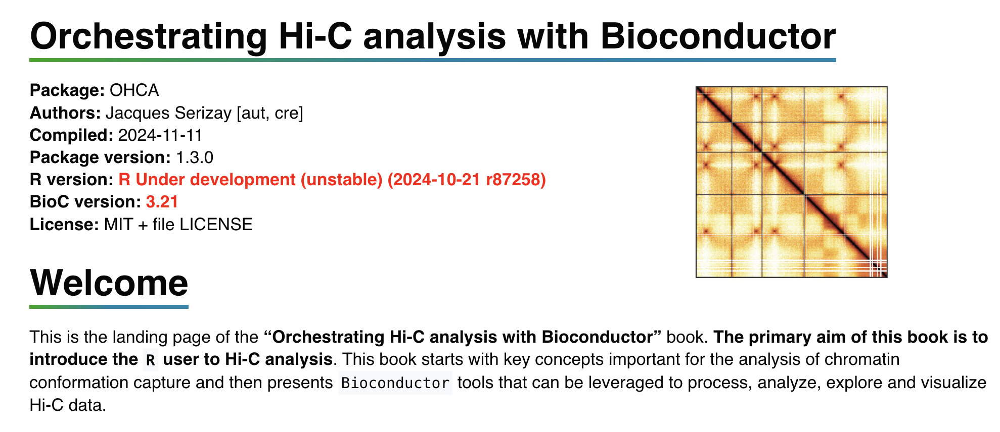 Orchestrating Hi-C analysis with Bioconductor
Package: OHCA
Authors: Jacques Serizay [aut, cre]
Compiled: 2024-11-11
Package version: 1.3.0
R version: R Under development (unstable) (2024-10-21 r87258)
BioC version: 3.21
License: MIT + file LICENSE
Welcome
This is the landing page of the “Orchestrating Hi-C analysis with Bioconductor” book. The primary aim of this book is to
introduce the R user to Hi-C analysis. This book starts with key concepts important for the analysis of chromatin
conformation capture and then presents Bioconductor tools that can be leveraged to process, analyze, explore and visualize
Hi-C data.